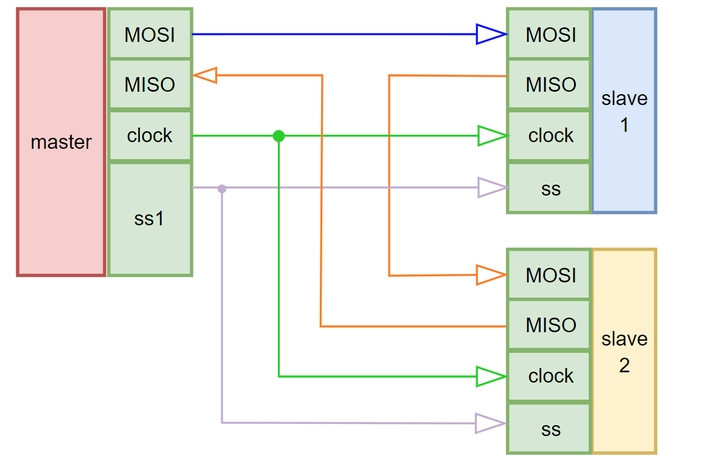 master
MOSI
MISO
clock
ss1
MOSI
MISO
clock
ss
slave
1
MOSI
MISO
clock
ss
slave
2